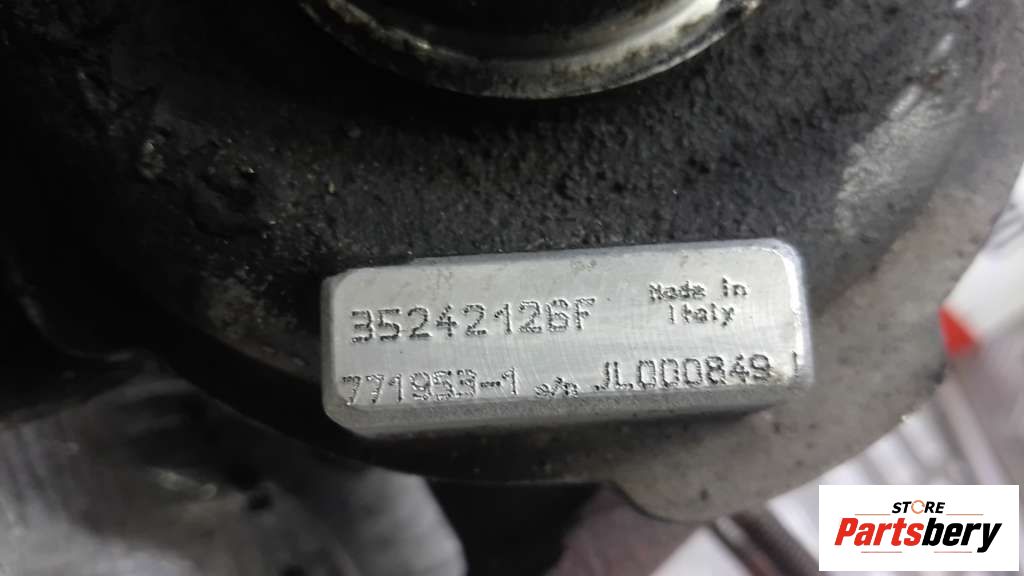 35242126F
Made in
Italy
771953-1 s/n JL000849
STORE
Partsbery